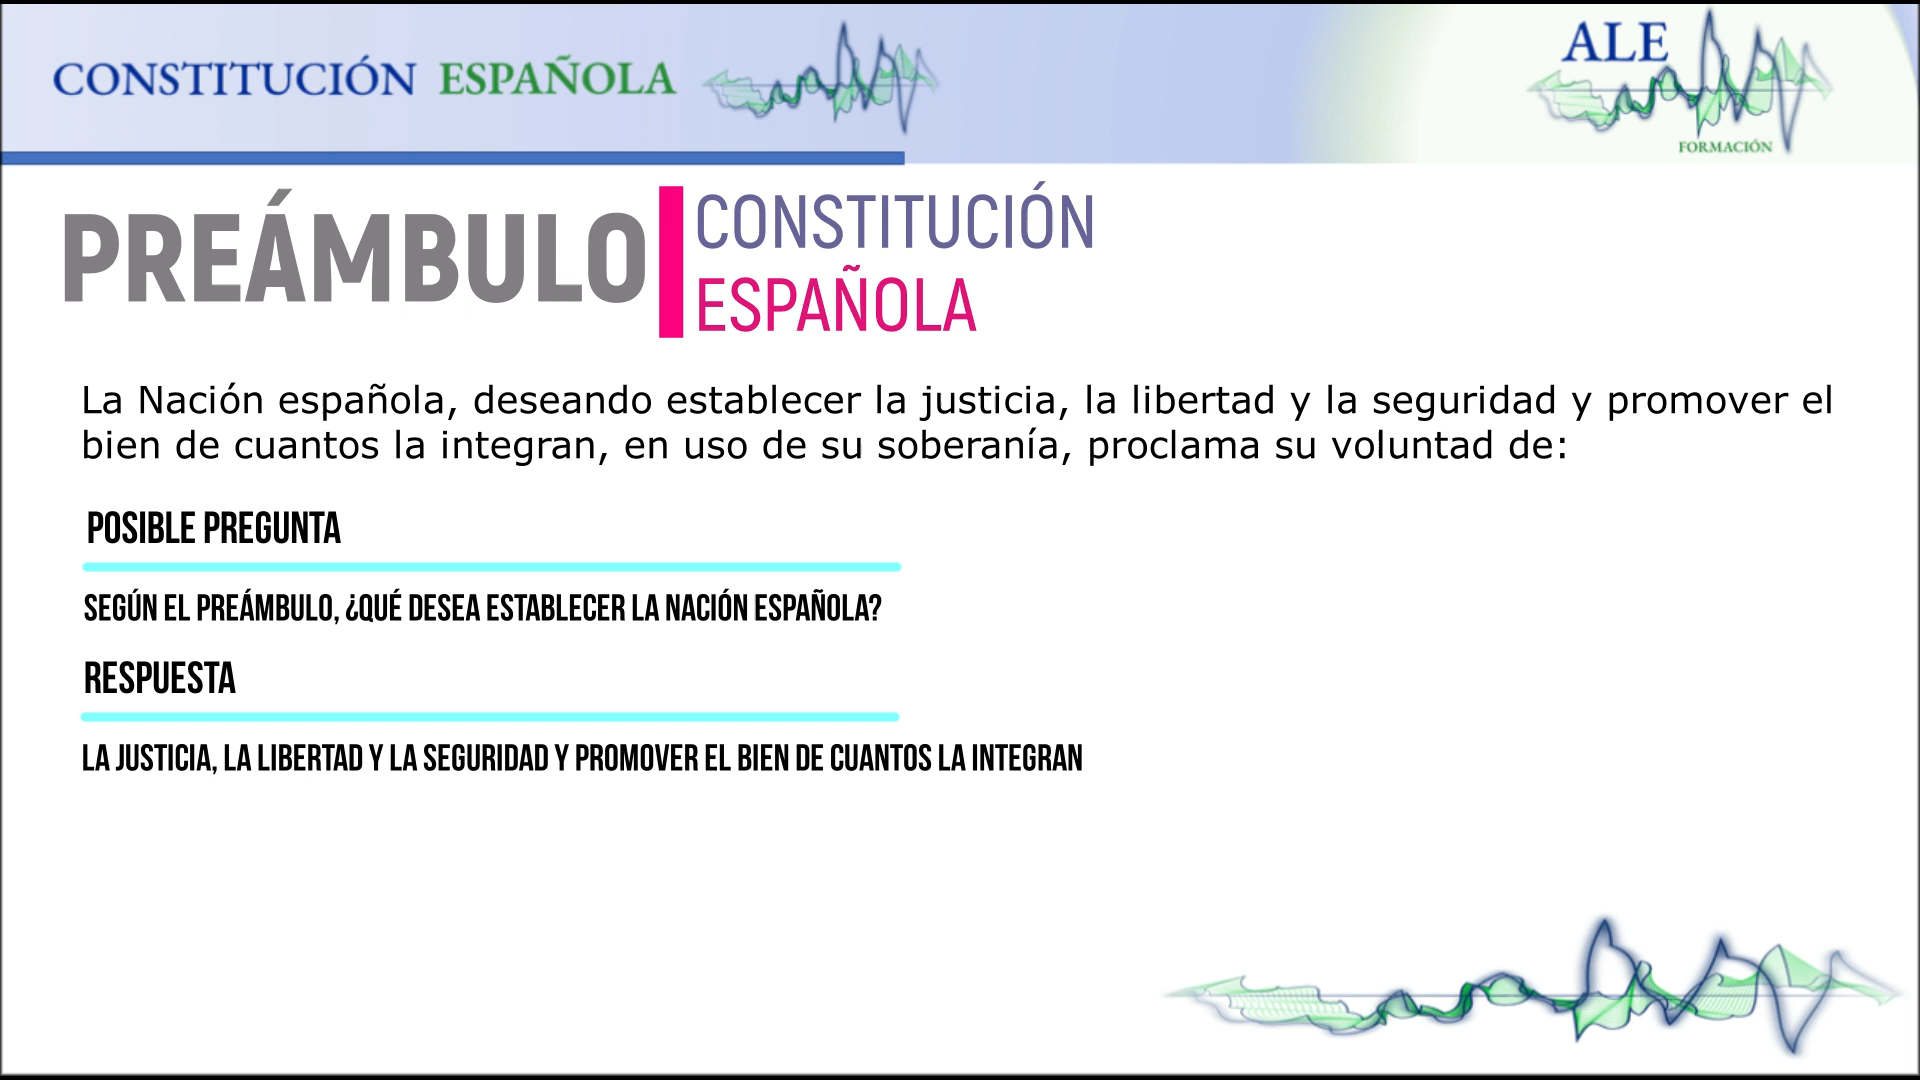 CONSTITUCIÓN ESPAÑOLA
ALE
FORMACIÓN
PREÁMBULO
CONSTITUCIÓN
ESPAÑOLA
La Nación española, deseando establecer la justicia, la libertad y la seguridad y promover el
bien de cuantos la integran, en uso de su soberanía, proclama su voluntad de:
POSIBLE PREGUNTA
SEGÚN EL PREÁMBULO, ¿QUÉ DESEA ESTABLECER LA NACIÓN ESPAÑOLA?
RESPUESTA
LA JUSTICIA, LA LIBERTAD Y LA SEGURIDAD Y PROMOVER EL BIEN DE CUANTOS LA INTEGRAN